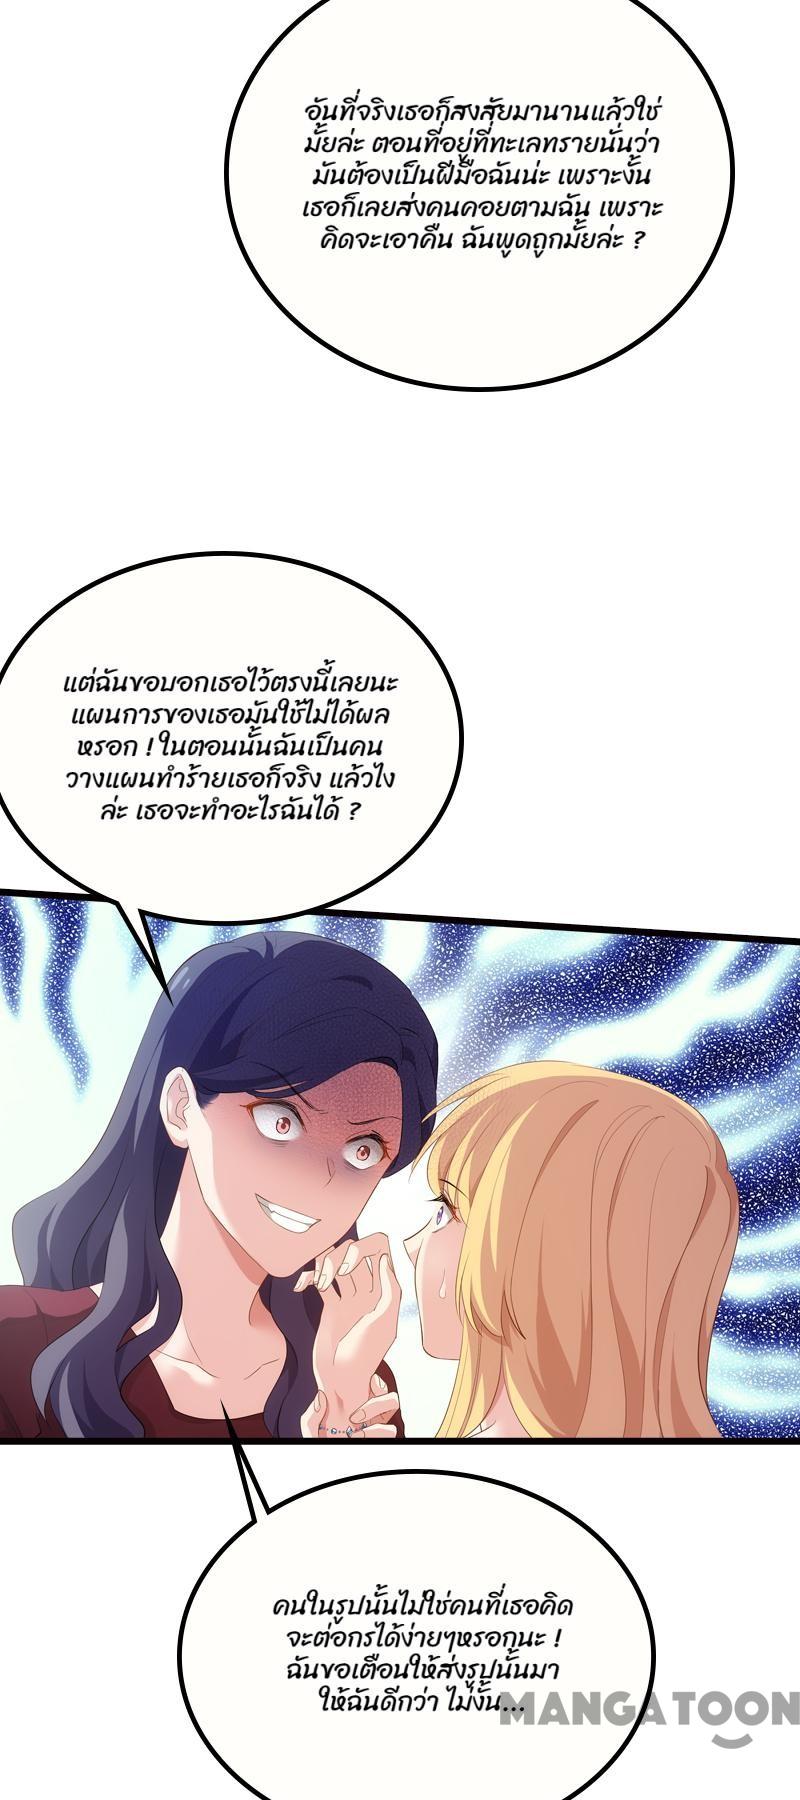 อันที่จริงเธอก็สงสัยมานานแล้วใช่
มั้ยล่ะ ตอนที่อยู่ที่ทะเลทรายนั่นว่า
มันต้องเป็นฝีมือฉันน่ะ เพราะงั้น
เธอก็เลยส่งคนคอยตามฉัน เพราะ
คิดจะเอาคืน ฉันพูดถูกมั้ยล่ะ ?
แต่ฉันขอบอกเธอไว้ตรงนี้เลยนะ
แผนการของเธอมันใช้ไม่ได้ผล
หรอก ! ในตอนนั้นฉันเป็นคน
วางแผนทำร้ายเธอก็จริง แล้วไง
ล่ะ เธอจะทำอะไรฉันได้ ?
คนในรูปนั้นไม่ใช่คนที่เธอคิด
จะต่อกรได้ง่ายๆหรอกนะ !
ฉันขอเตือนให้ส่งรูปนั้นมา
ให้ฉันดีกว่า ไม่งั้น...
MANGATOON